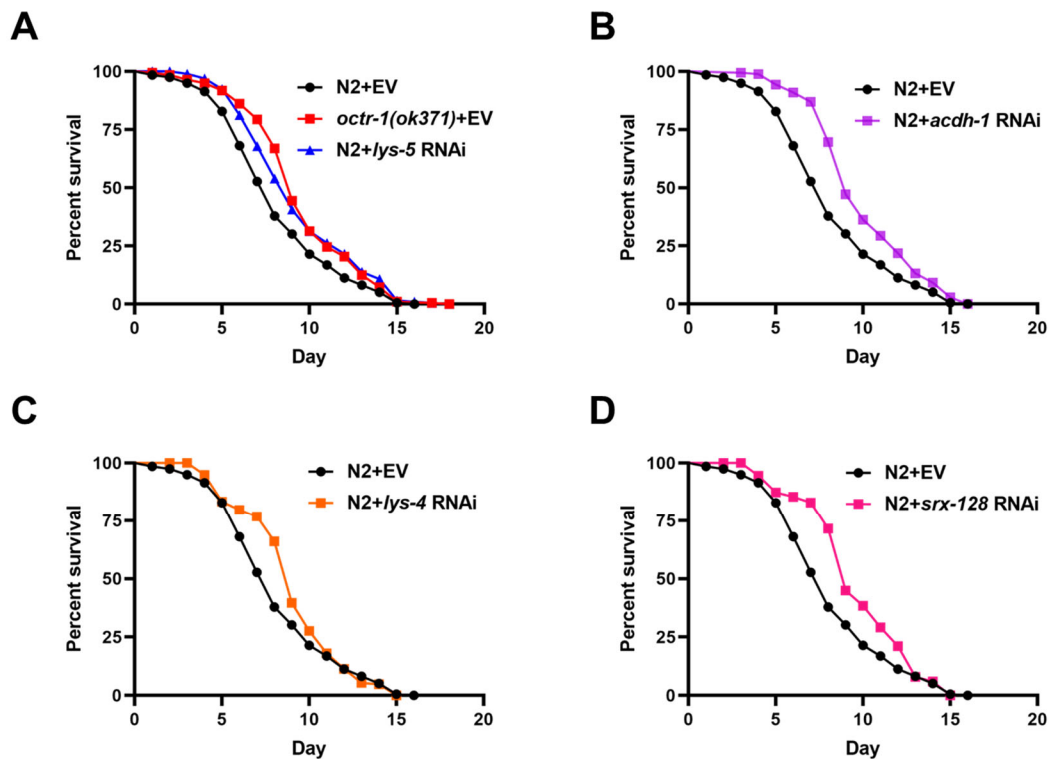 A
Percent survival
100
75
50
25
0
0 5 10 15 20
Day
N2+EV
octr-1(ok371)+EV
N2+lys-5 RNAi
B
Percent survival
100
75
50
25
0
0 5 10 15 20
Day
N2+EV
N2+acdh-1 RNAi
C
Percent survival
100
75
50
25
0
0 5 10 15 20
Day
N2+EV
N2+lys-4 RNAi
D
Percent survival
100
75
50
25
0
0 5 10 15 20
Day
N2+EV
N2+srx-128 RNAi